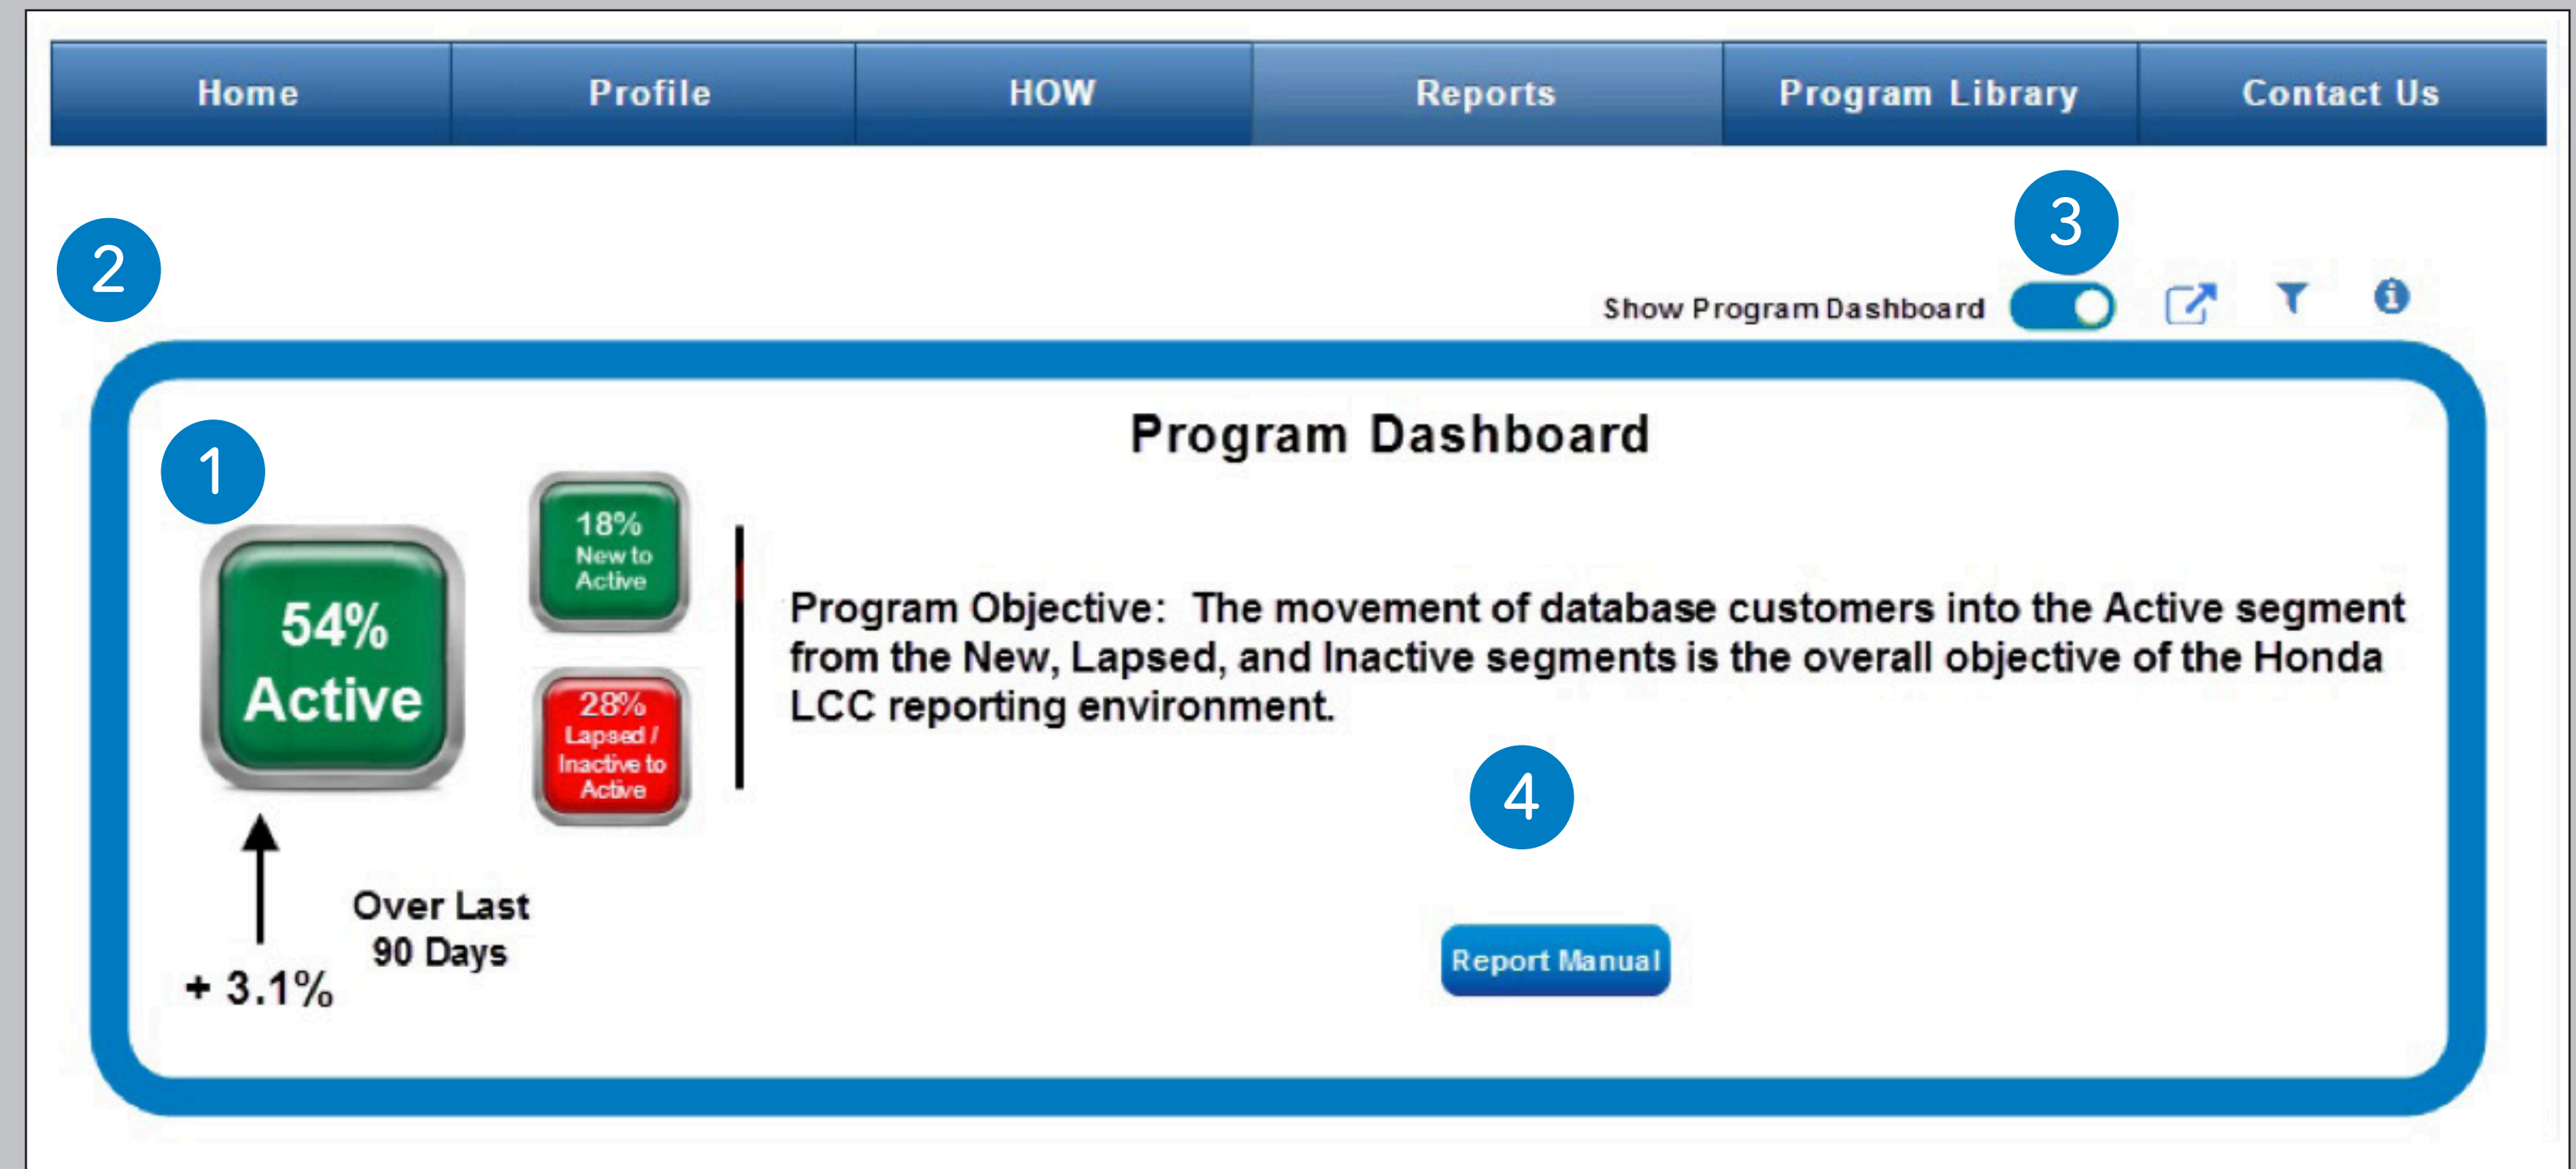 Home Profile HOW Reports Program Library Contact Us
3
2
Show Program Dashboard
Program Dashboard
1
18%
New to
Active
54%
Active
28%
Lapsed /
Inactive to
Active
Program Objective: The movement of database customers into the Active segment
from the New, Lapsed, and Inactive segments is the overall objective of the Honda
LCC reporting environment.
4
Over Last
90 Days
+ 3.1%
Report Manual